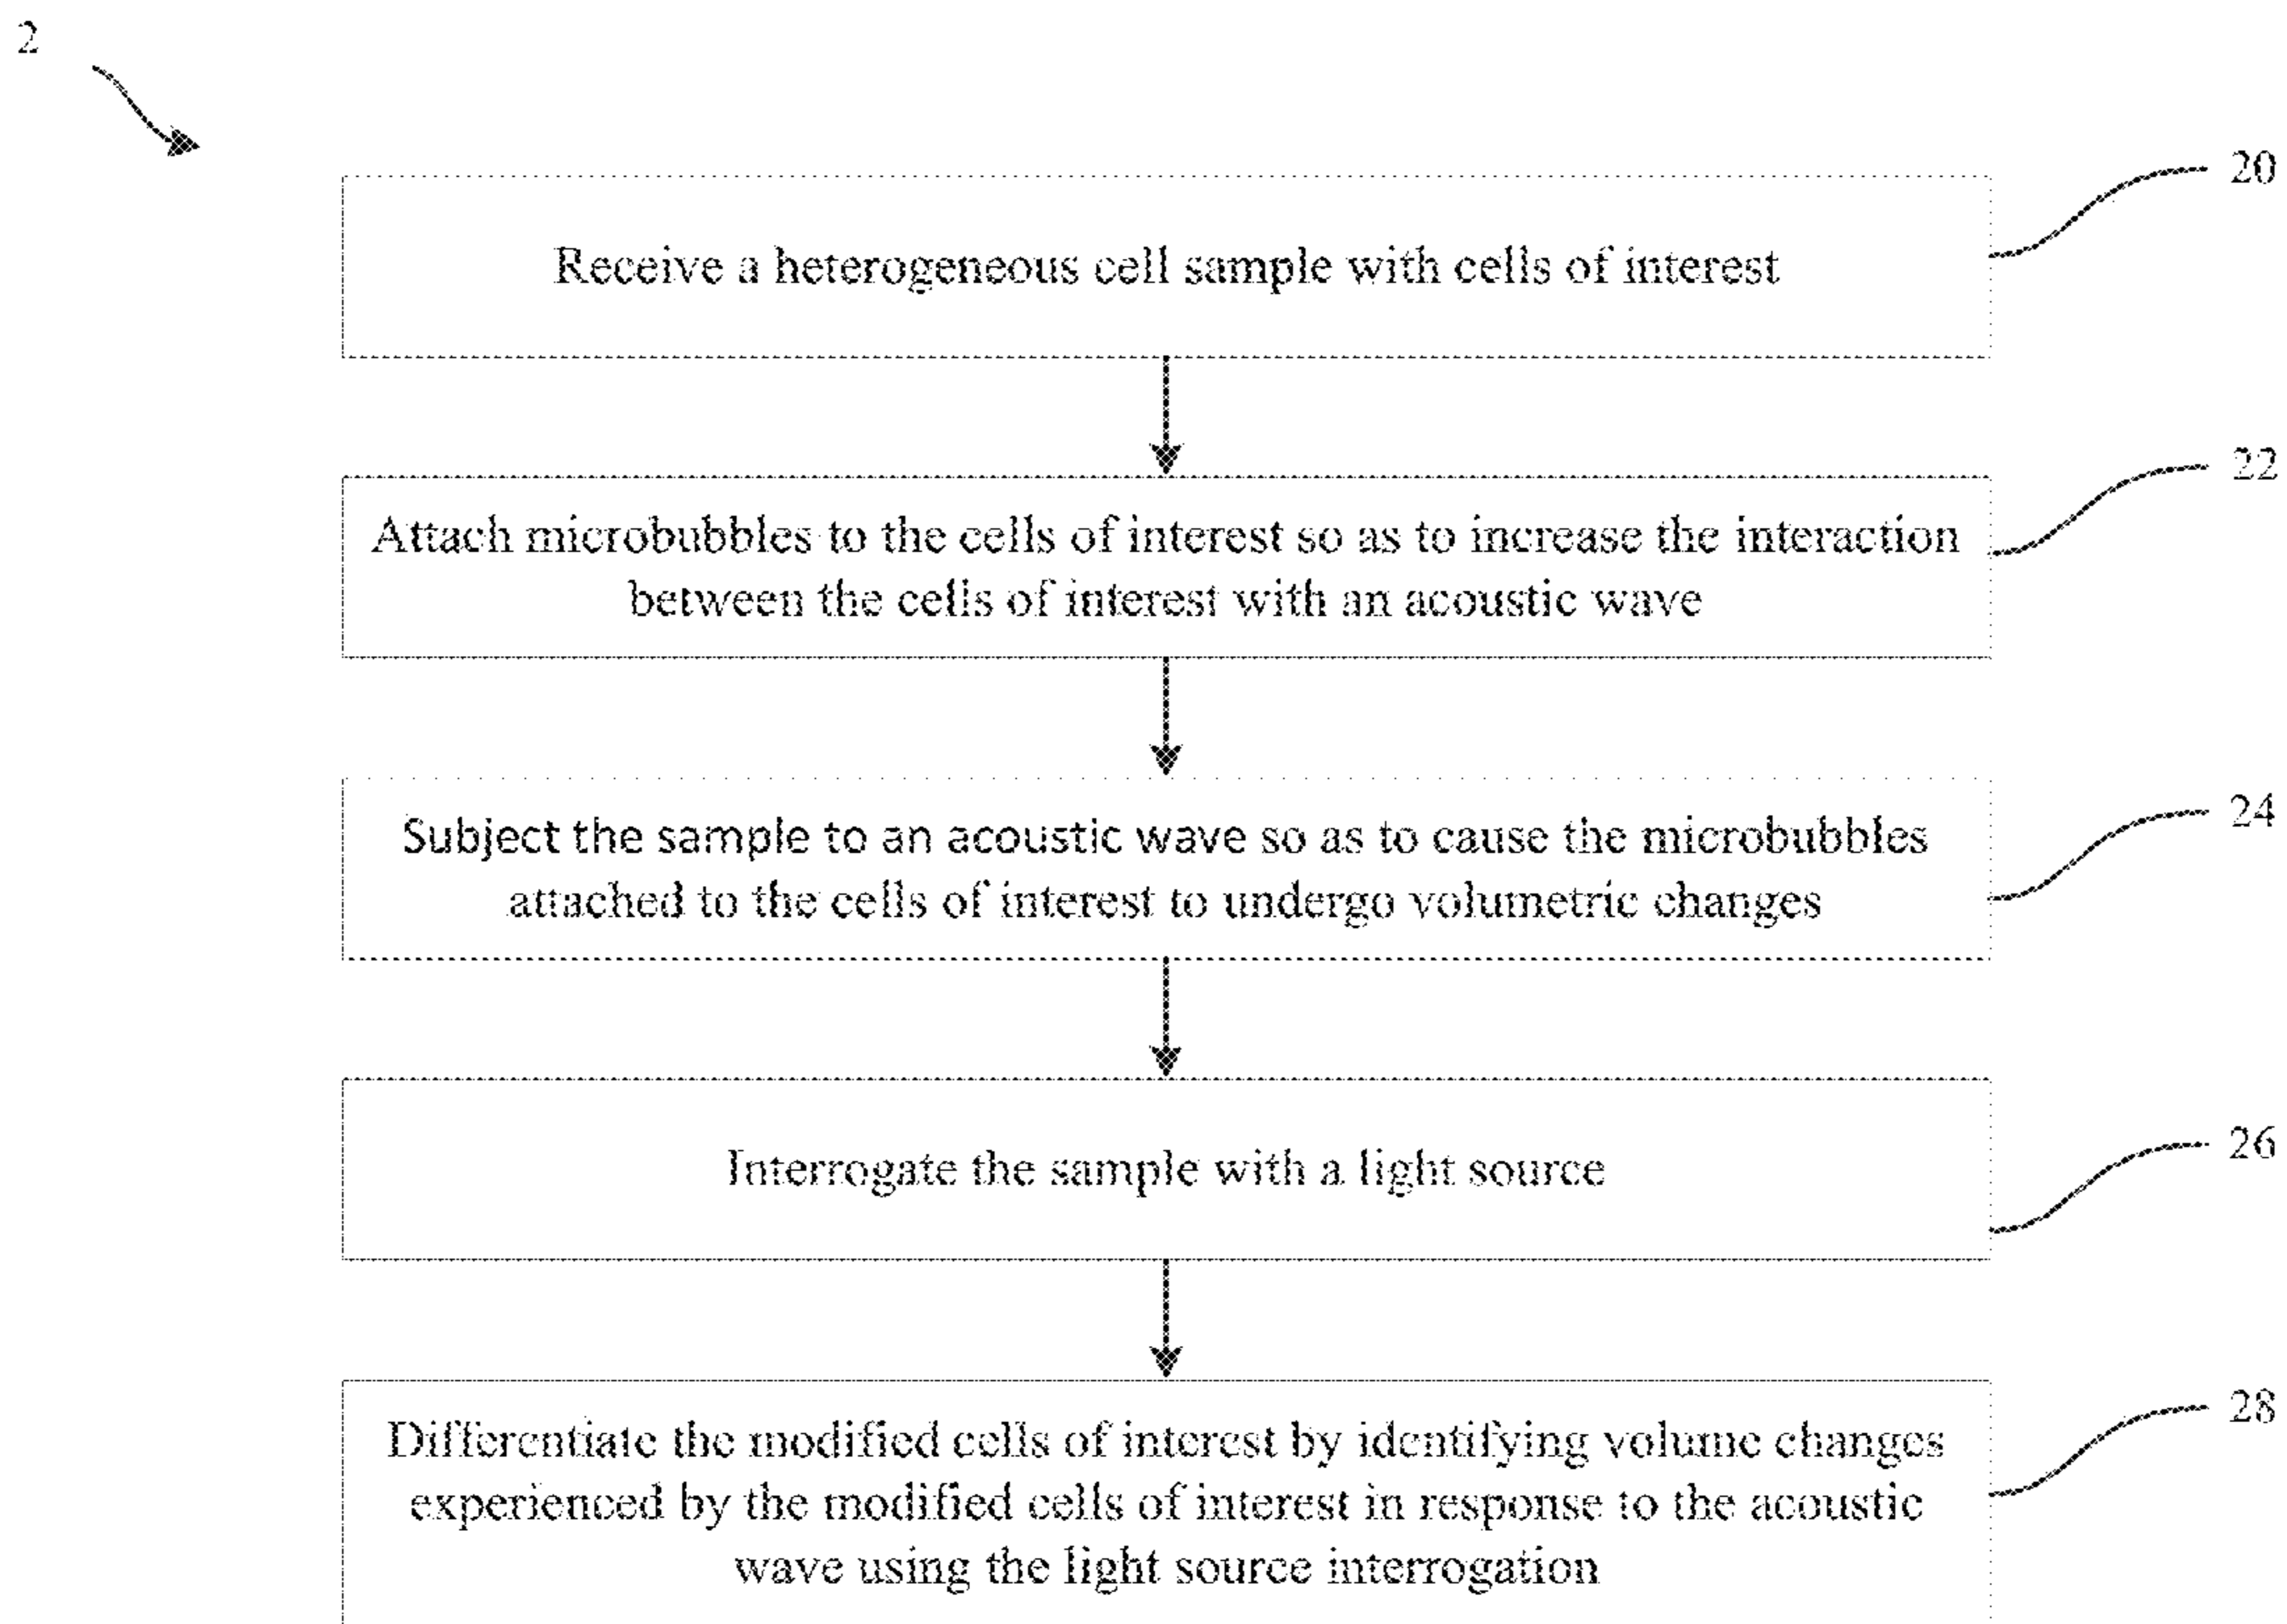 2
20
Receive a heterogeneous cell sample with cells of interest
22
Attach microbubbles to the cells of interest so as to increase the interaction
between the cells of interest with an acoustic wave
24
Subject the sample to an acoustic wave so as to cause the microbubbles
attached to the cells of interest to undergo volumetric changes
26
Interrogate the sample with a light source
28
Differentiate the modified cells of interest by identifying volume changes
experienced by the modified cells of interest in response to the acoustic
wave using the light source interrogation